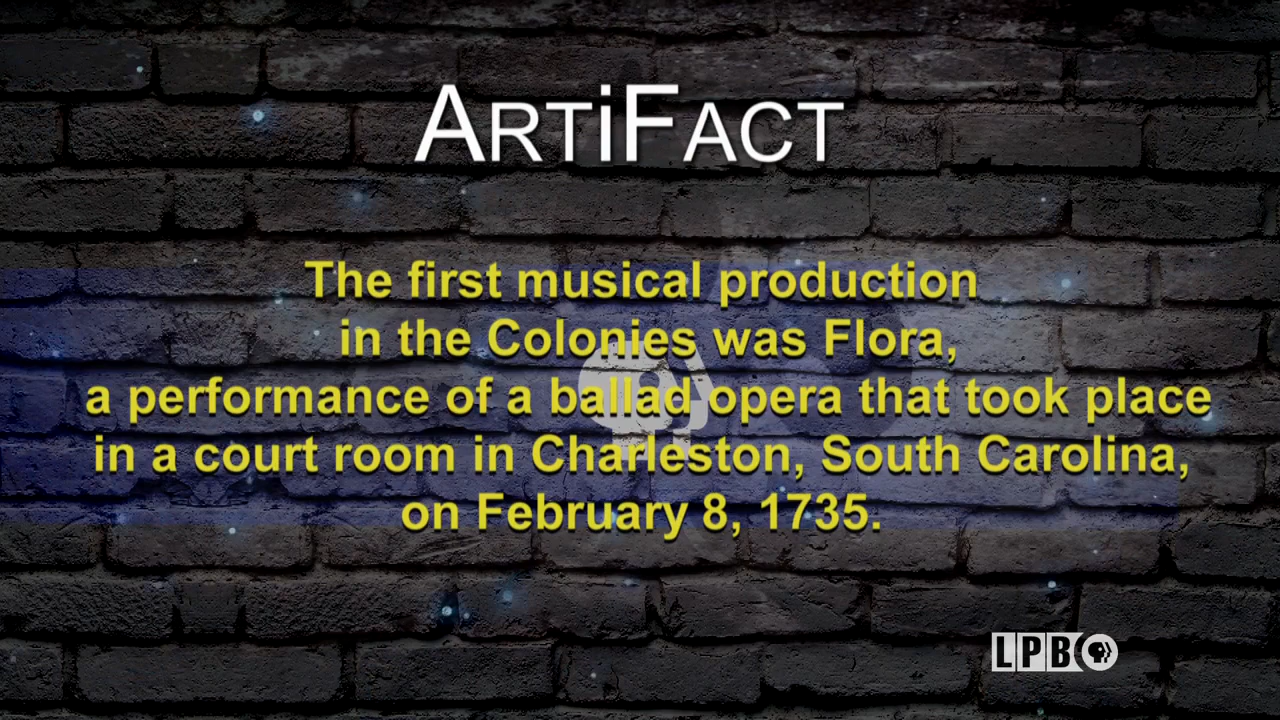 ArtiFact
The first musical production
in the Colonies was Flora,
a performance of a ballad opera that took place
in a court room in Charleston, South Carolina,
on February 8, 1735.
LPB